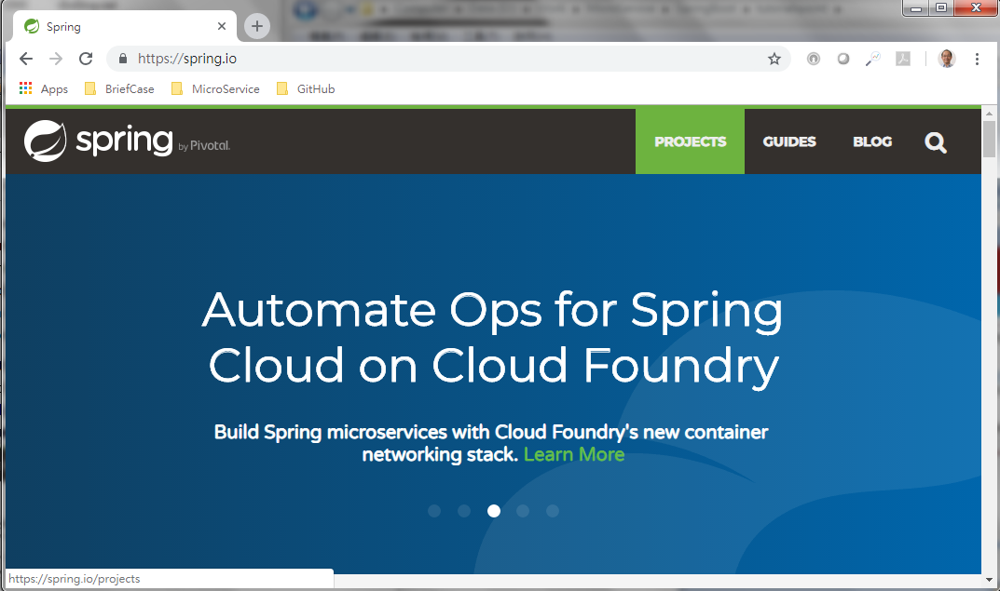 Spring
https://spring.io
Apps
BriefCase
MicroService
GitHub
spring by Pivotal.
PROJECTS
GUIDES
BLOG
Automate Ops for Spring
Cloud on Cloud Foundry
Build Spring microservices with Cloud Foundry's new container
networking stack. Learn More
https://spring.io/projects